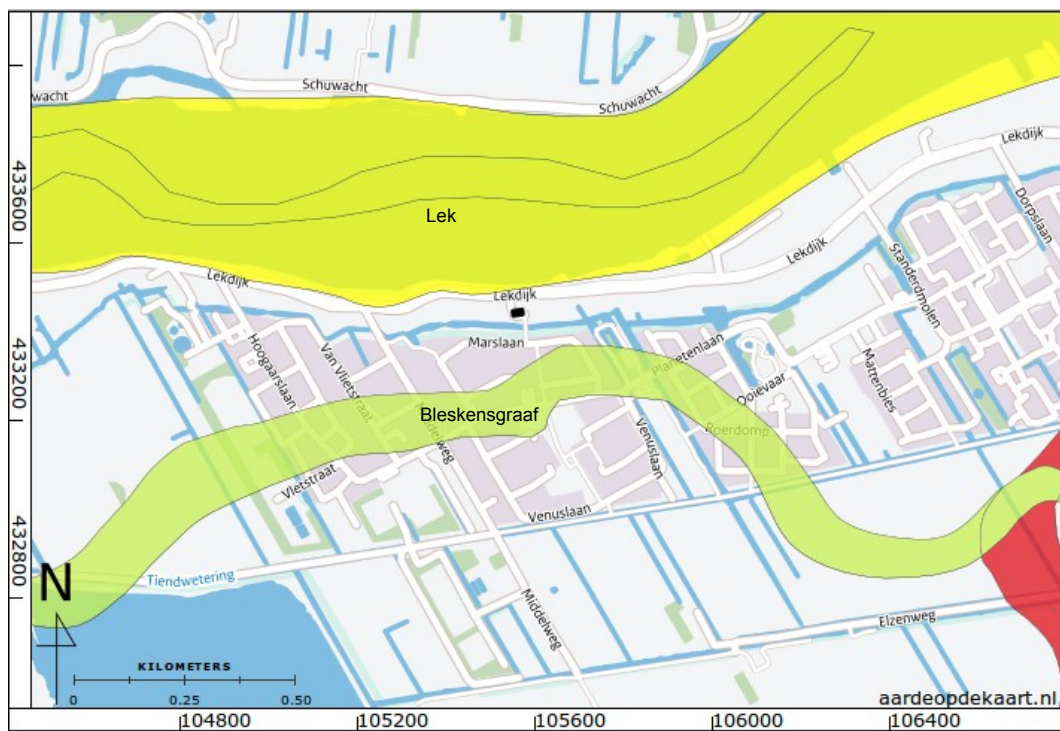 Schuwacht
wacht
Schuwacht
Lekdijk
Dorpslaan
Lek
Lekdijk
Standerdmolen
Lekdijk
Lekdijk
Marslaan
Hoogaarslaan
Van Vlietstraat
Planetenlaan
Mattenbies
Ooievaar
Bleskensgraaf
Middelweg
Venuslaan
Roerdomp
Vletstraat
Venuslaan
Tiendwetering
N
Middelweg
Elzenweg
KILOMETERS
0 0.25 0.50
aardeopdekaart.nl
433600
433200
432800
104800 105200 105600 106000 106400